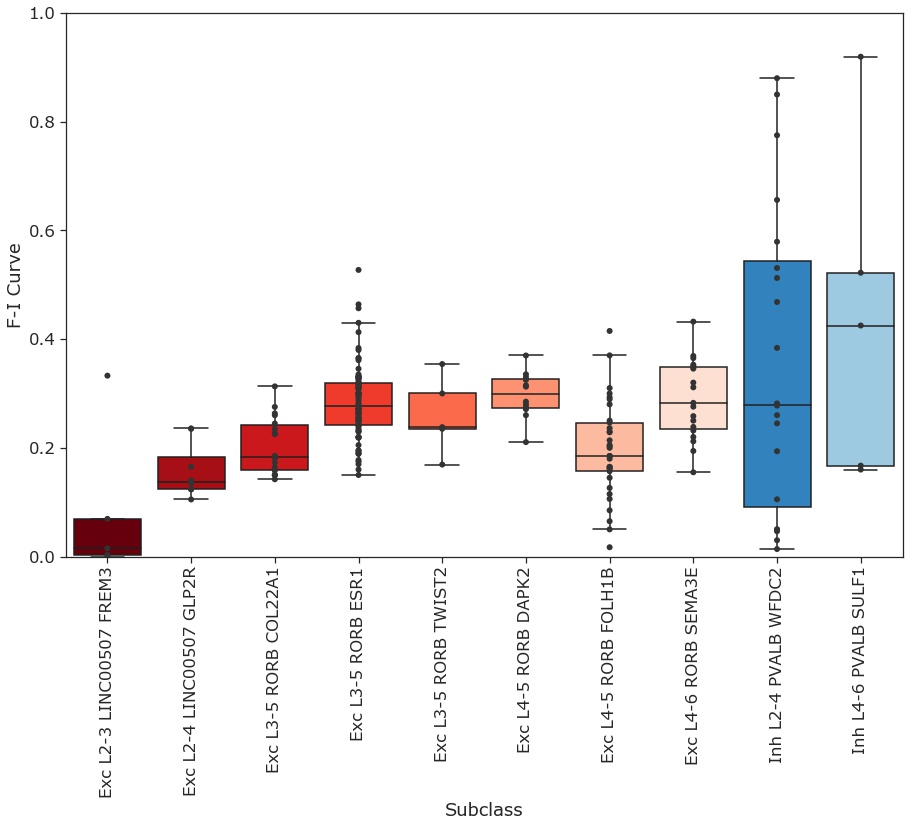 1.0
0.8
0.6
0.4
0.2
0.0
F-I Curve
Exc L2-3 LINC00507 FREM3
Exc L2-4 LINC00507 GLP2R
Exc L3-5 RORB COL22A1
Exc L3-5 RORB ESR1
Exc L3-5 RORB TWIST2
Exc L4-5 RORB DAPK2
Exc L4-5 RORB FOLH1B
Exc L4-6 RORB SEMA3E
Inh L2-4 PVALB WFDC2
Inh L4-6 PVALB SULF1
Subclass